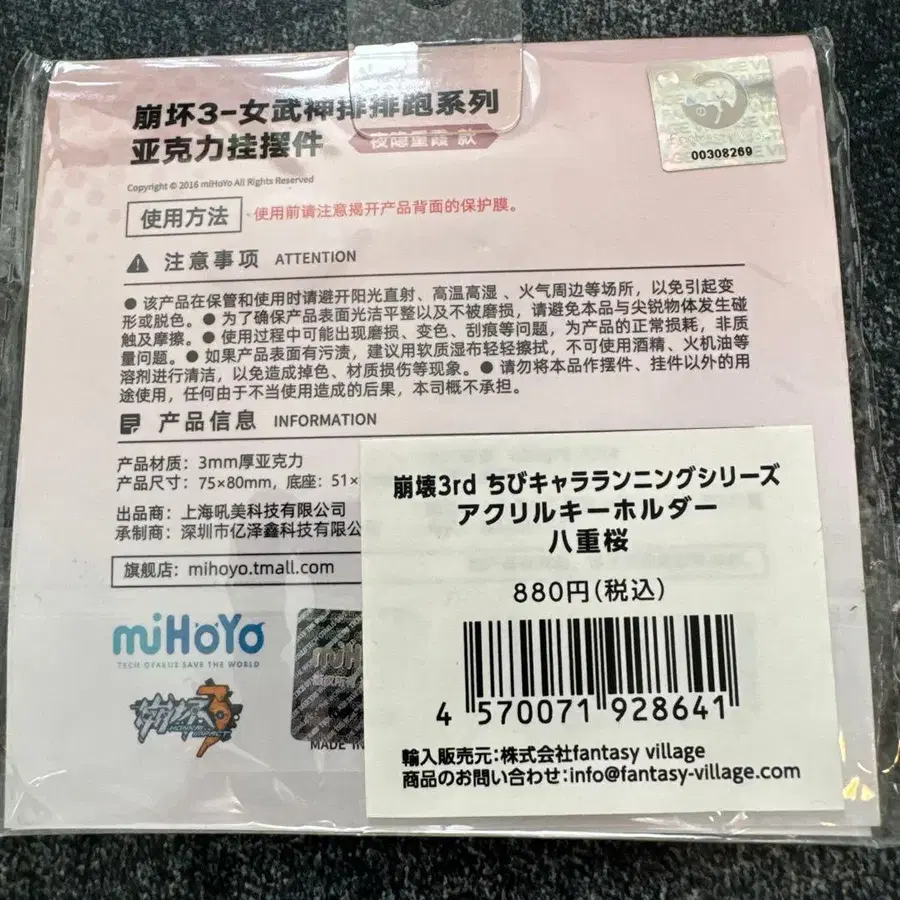 崩坏3-女武神排排跑系列
亚克力挂摆件
夜隐重霞 款
00308269
Copyright © 2016 miHoYo All Rights Reserved
使用方法 · 使用前请注意揭开产品背面的保护膜。
注意事项 ATTENTION
● 该产品在保管和使用时请避开阳光直射、高温高湿 、火气周边等场所，以免引起变
形或脱色。● 为了确保产品表面光洁平整以及不被磨损，请避免本品与尖锐物体发生碰
触及摩擦。● 使用过程中可能出现磨损、变色、刮痕等问题，为产品的正常损耗，非质
量问题。● 如果产品表面有污渍，建议用软质湿布轻轻擦拭，不可使用酒精、火机油等
溶剂进行清洁，以免造成掉色、材质损伤等现象。● 请勿将本品作摆件、挂件以外的用
途使用，任何由于不当使用造成的后果，本司概不承担。
产品信息 INFORMATION
产品材质：3mm厚亚克力
产品尺寸：75×80mm，底座：51×
出品商：上海吼美科技有限公司
承制商：深圳市亿泽鑫科技有限公
旗舰店：mihoyo.tmall.com
miHoYo
TECH OTAKUS SAVE THE WORLD
崩坏3
MADE IN
崩壊3rd ちびキャラランニングシリーズ
アクリルキーホルダー
八重桜
880円(税込)
4 570071 928641
輸入販売元:株式会社fantasy village
商品のお問い合わせ:info@fantasy-village.com